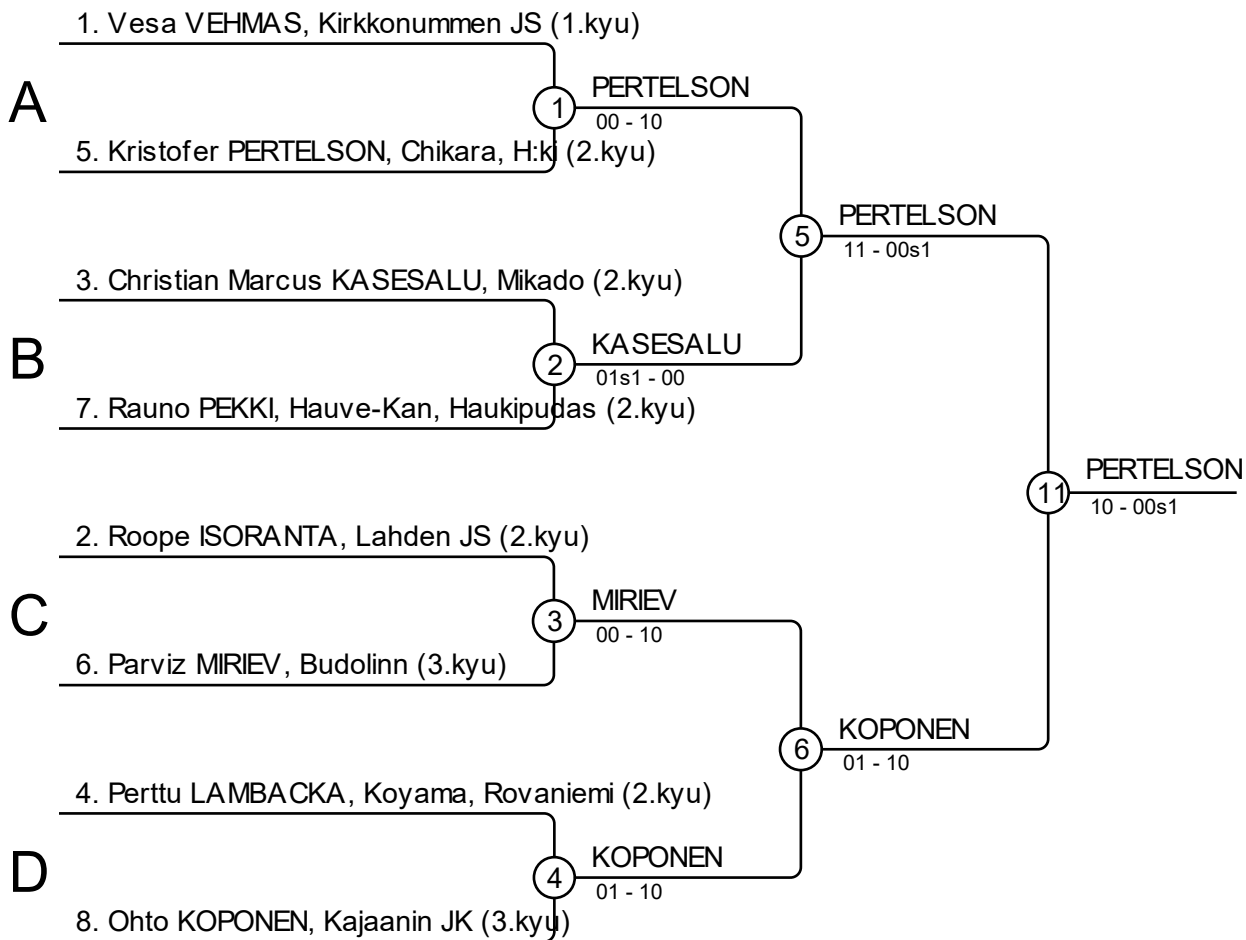 1. Vesa VEHMAS, Kirkkonummen JS (1.kyu)
A
1
PERTELSON
00 - 10
5. Kristofer PERTELSON, Chikara, H:ki (2.kyu)
5
PERTELSON
11 - 00s1
3. Christian Marcus KASESALU, Mikado (2.kyu)
B
2
KASESALU
01s1 - 00
7. Rauno PEKKI, Hauve-Kan, Haukipudas (2.kyu)
11
PERTELSON
10 - 00s1
2. Roope ISORANTA, Lahden JS (2.kyu)
C
3
MIRIEV
00 - 10
6. Parviz MIRIEV, Budolinn (3.kyu)
6
KOPONEN
01 - 10
4. Perttu LAMBACKA, Koyama, Rovaniemi (2.kyu)
D
4
KOPONEN
01 - 10
8. Ohto KOPONEN, Kajaanin JK (3.kyu)